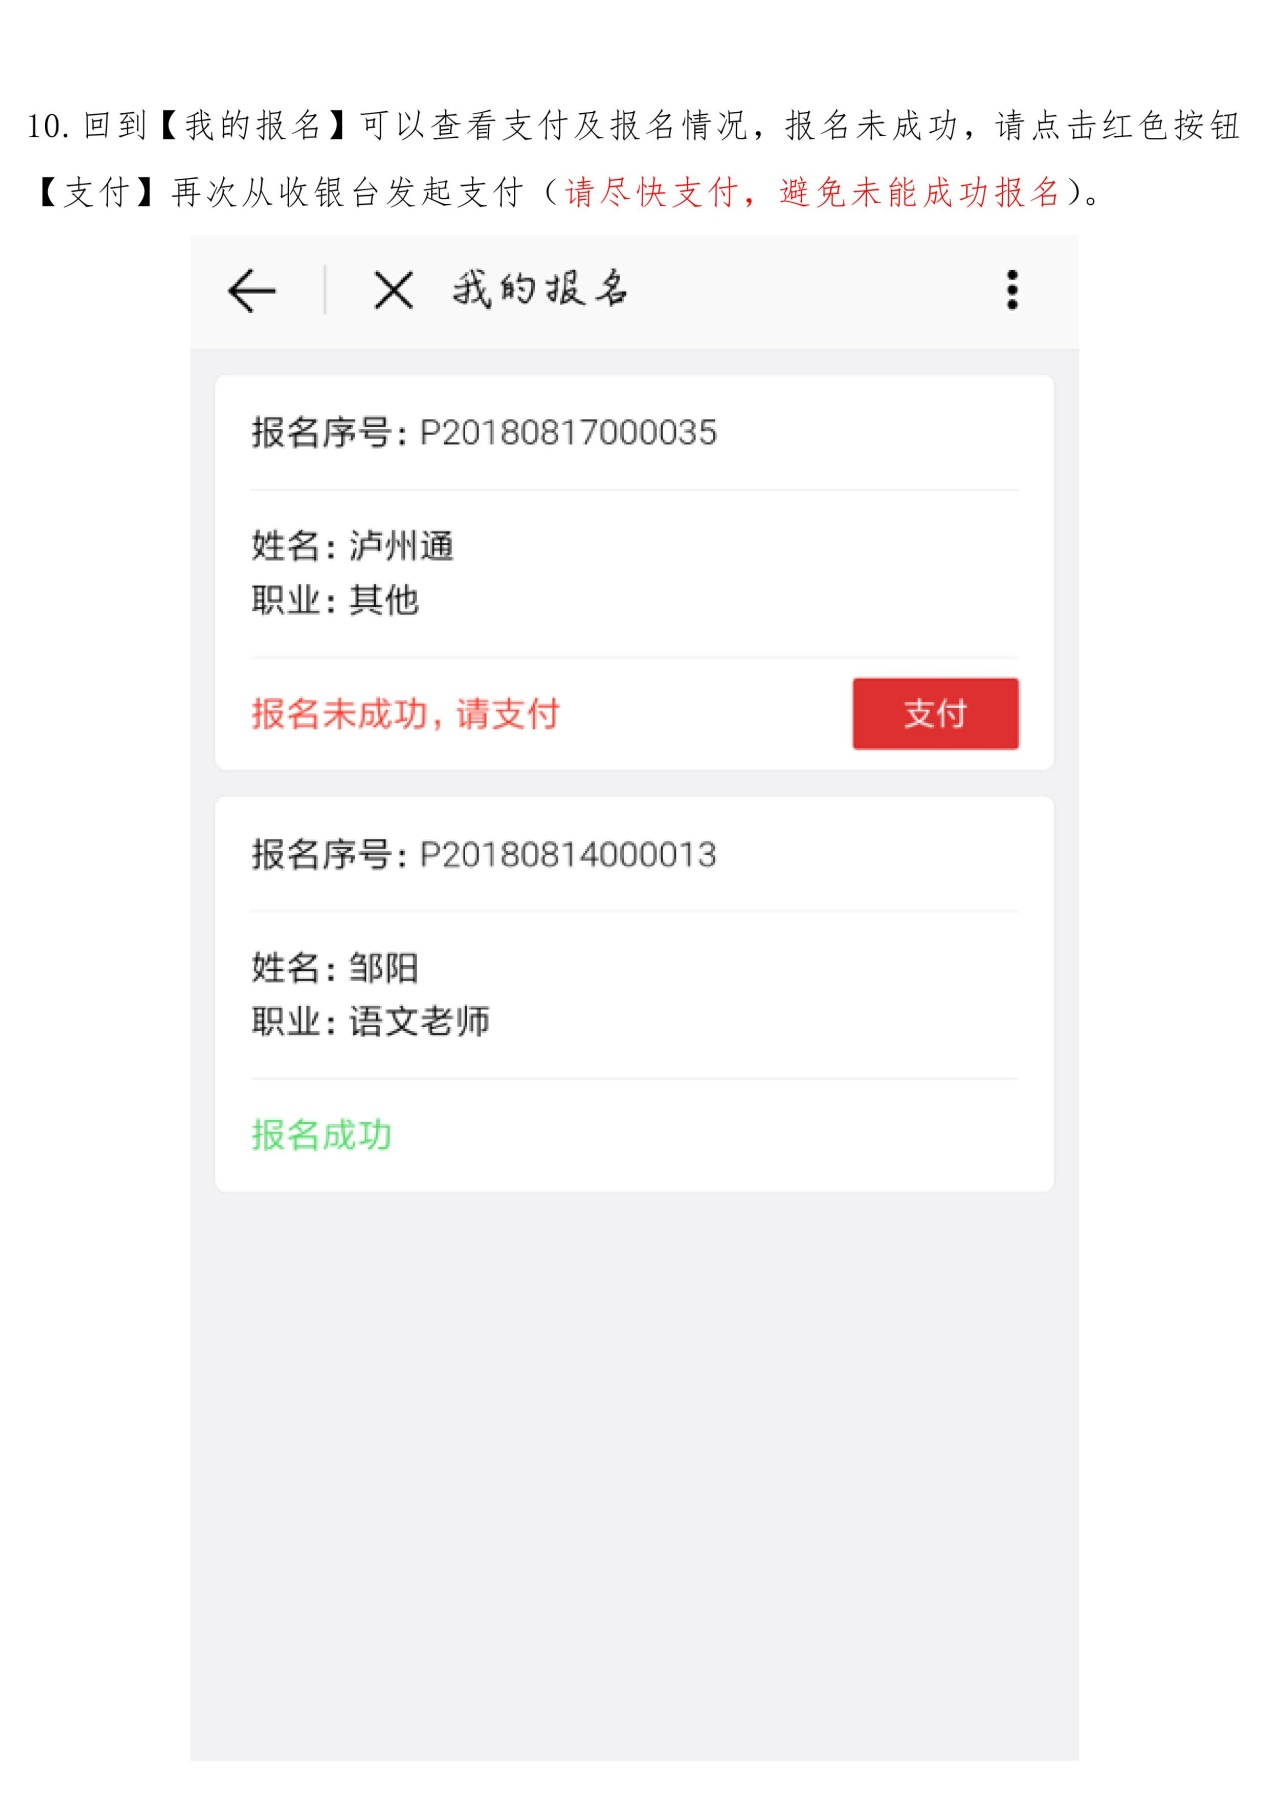 10.回到【我的报名】可以查看支付及报名情况，报名未成功，请点击红色按钮
【支付】再次从收银台发起支付（请尽快支付，避免未能成功报名）。
我的报名
报名序号：P20180817000035
姓名：泸州通
职业：其他
报名未成功，请支付 支付
报名序号：P20180814000013
姓名：邹阳
职业：语文老师
报名成功